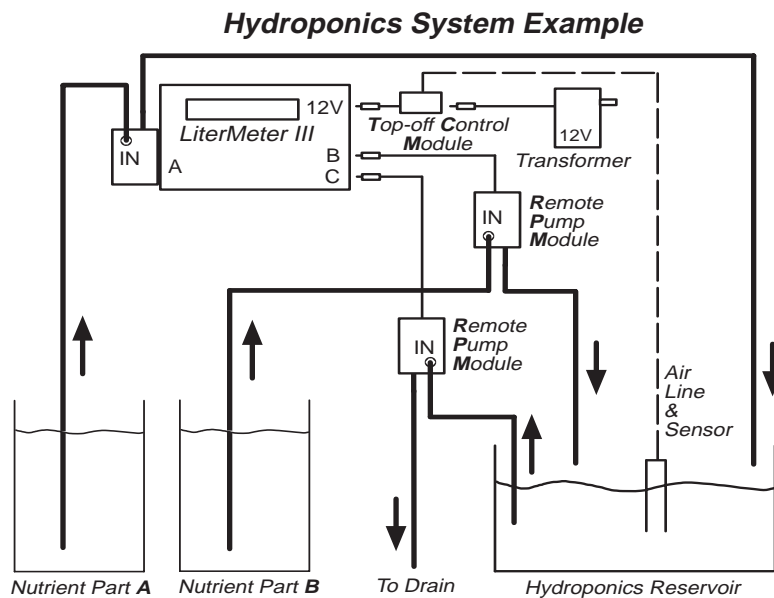 Hydroponics System Example
12V
LiterMeter III
IN
A
B
C
Top-off Control
Module
12V
Transformer
IN
Remote
Pump
Module
IN
Remote
Pump
Module
Air
Line
&
Sensor
Nutrient Part A
Nutrient Part B
To Drain
Hydroponics Reservoir